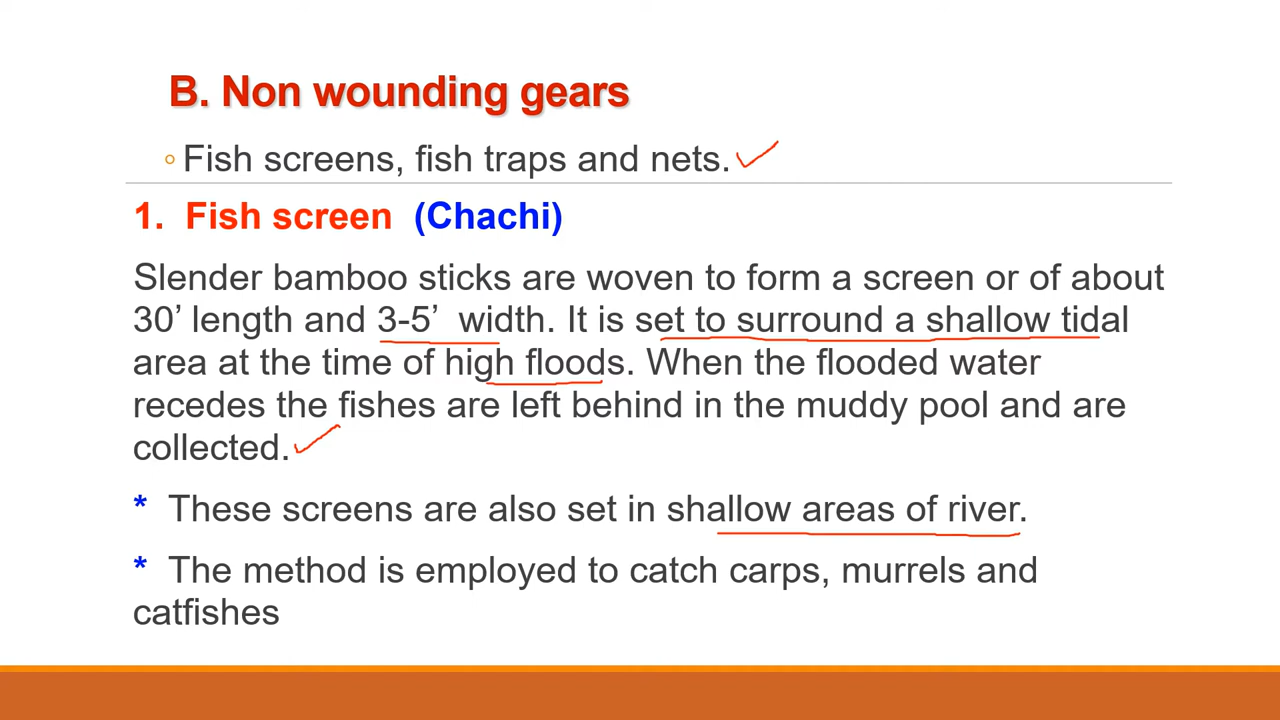 B. Non wounding gears
◦ Fish screens, fish traps and nets.
1. Fish screen (Chachi)
Slender bamboo sticks are woven to form a screen or of about
30’ length and 3-5’ width. It is set to surround a shallow tidal
area at the time of high floods. When the flooded water
recedes the fishes are left behind in the muddy pool and are
collected.
* These screens are also set in shallow areas of river.
* The method is employed to catch carps, murrels and
catfishes